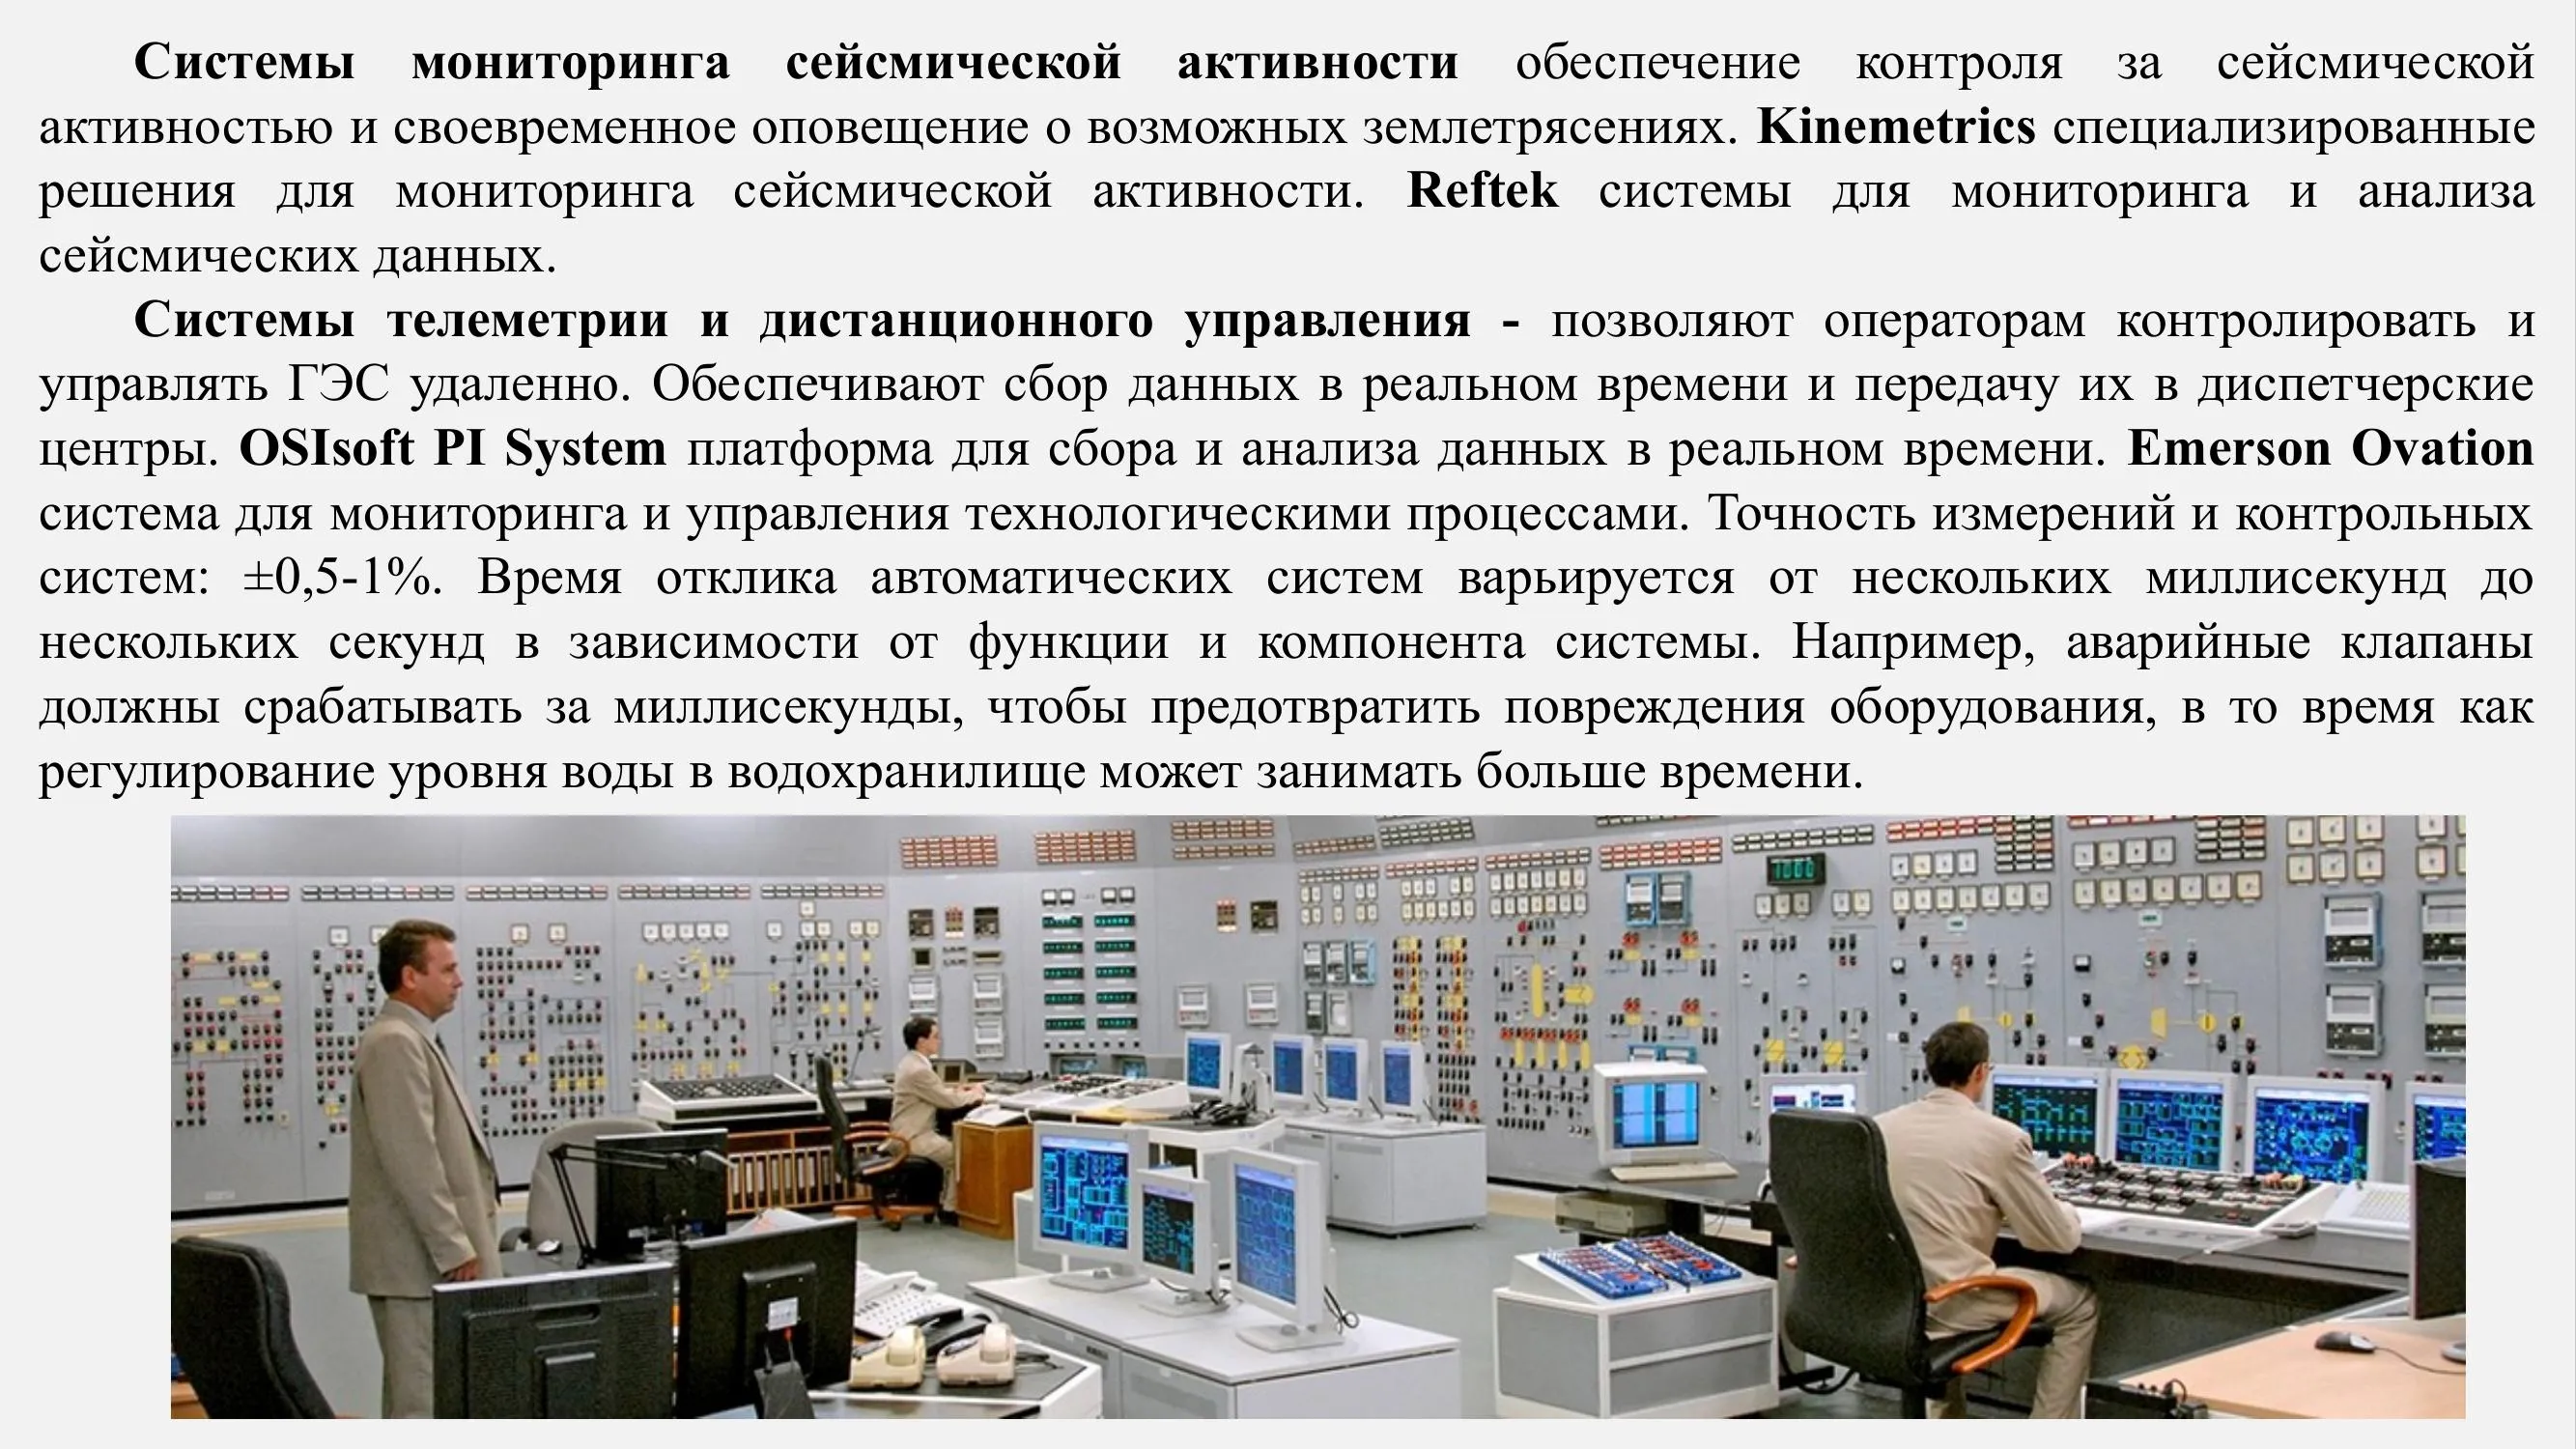 Системы мониторинга сейсмической активности обеспечение контроля за сейсмической
активностью и своевременное оповещение о возможных землетрясениях. Kinemetrics специализированные
решения для мониторинга сейсмической активности. Reftek системы для мониторинга и анализа
сейсмических данных.
Системы телеметрии и дистанционного управления - позволяют операторам контролировать и
управлять ГЭС удаленно. Обеспечивают сбор данных в реальном времени и передачу их в диспетчерские
центры. OSIsoft PI System платформа для сбора и анализа данных в реальном времени. Emerson Ovation
система для мониторинга и управления технологическими процессами. Точность измерений и контрольных
систем: ±0,5-1%. Время отклика автоматических систем варьируется от нескольких миллисекунд до
нескольких секунд в зависимости от функции и компонента системы. Например, аварийные клапаны
должны срабатывать за миллисекунды, чтобы предотвратить повреждения оборудования, в то время как
регулирование уровня воды в водохранилище может занимать больше времени.